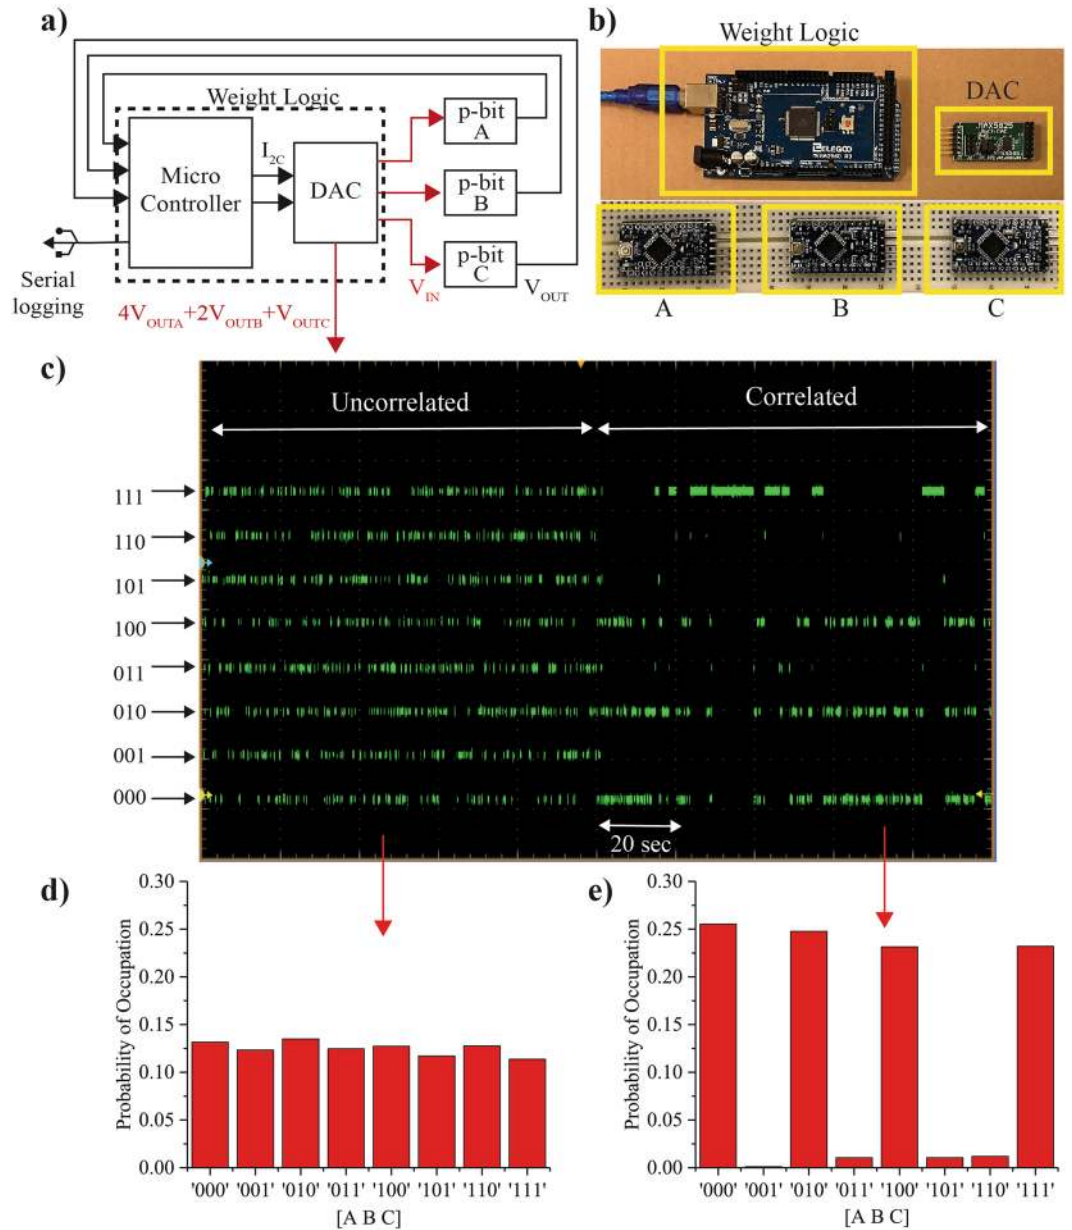 a)
Weight Logic
Micro
Controller
I2C
DAC
p-bit
A
p-bit
B
p-bit
C
VIN
VOUT
Serial
logging
4VOUTA+2VOUTB+VOUTC
b)
Weight Logic
DAC
ELEGOO
A
B
C
c)
Uncorrelated
Correlated
111
110
101
100
011
010
001
000
20 sec
d)
Probability of Occupation
0.30
0.25
0.20
0.15
0.10
0.05
0.00
'000' '001' '010' '011' '100' '101' '110' '111'
[A B C]
e)
Probability of Occupation
0.30
0.25
0.20
0.15
0.10
0.05
0.00
'000' '001' '010' '011' '100' '101' '110' '111'
[A B C]